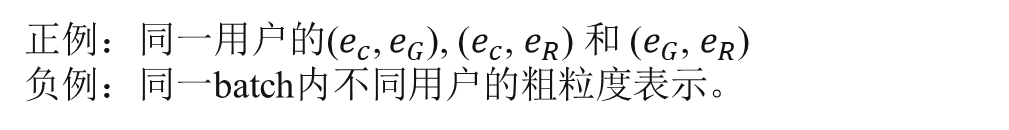 正例：同一用户的(e_c, e_G), (e_c, e_R) 和 (e_G, e_R)
负例：同一batch内不同用户的粗粒度表示。